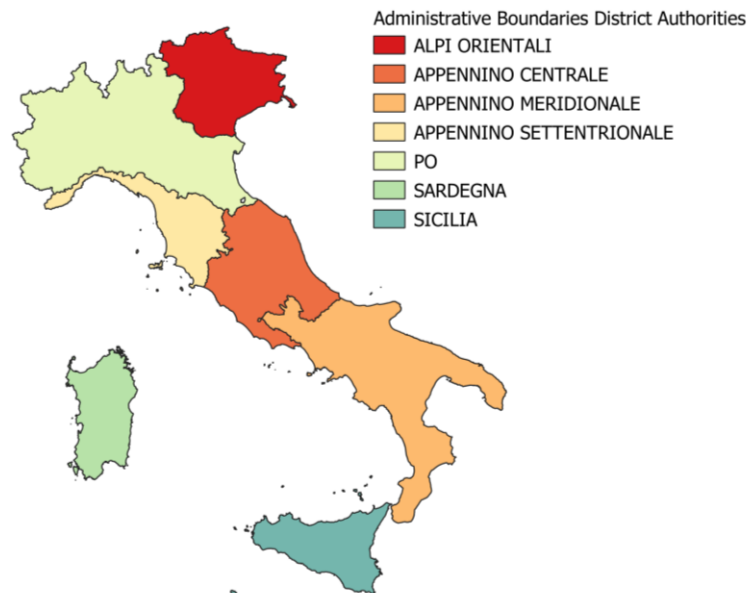 Administrative Boundaries District Authorities
ALPI ORIENTALI
APPENNINO CENTRALE
APPENNINO MERIDIONALE
APPENNINO SETTENTRIONALE
PO
SARDEGNA
SICILIA